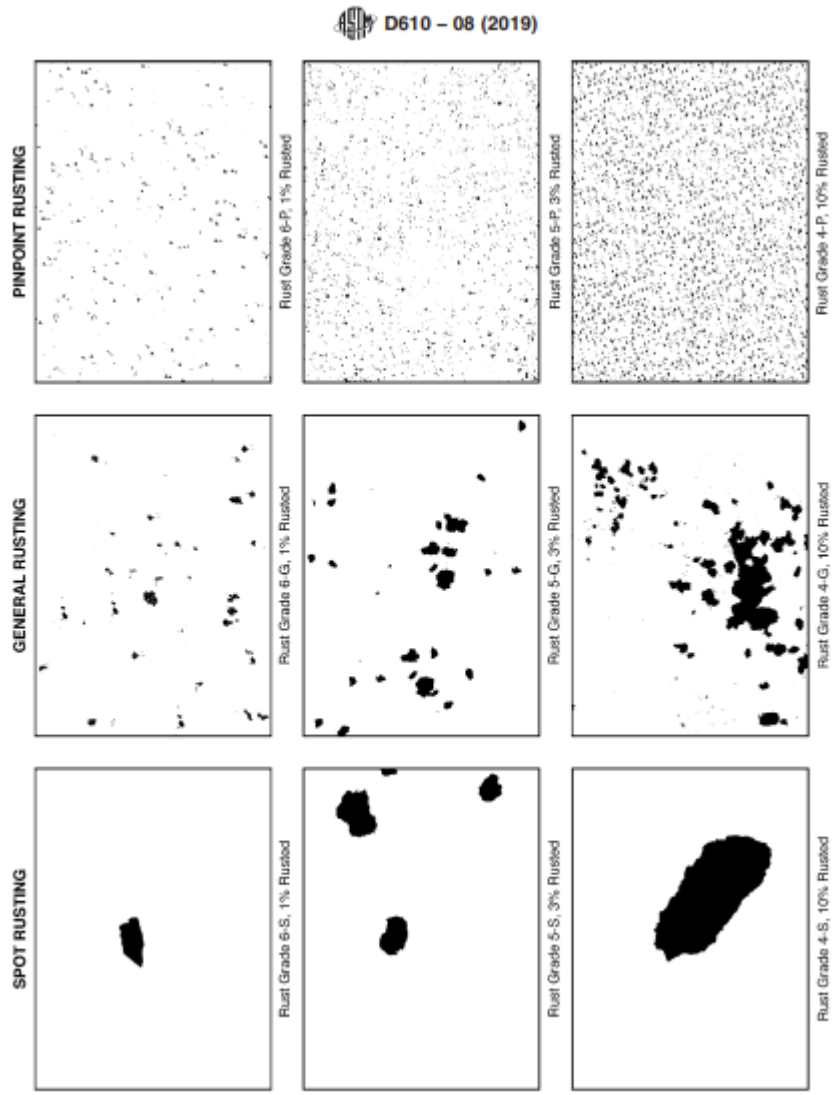 ASTM D610 – 08 (2019)
SPOT RUSTING
GENERAL RUSTING
PINPOINT RUSTING
Rust Grade 6-S, 1% Rusted
Rust Grade 6-G, 1% Rusted
Rust Grade 6-P, 1% Rusted
Rust Grade 5-S, 3% Rusted
Rust Grade 5-G, 3% Rusted
Rust Grade 5-P, 3% Rusted
Rust Grade 4-S, 10% Rusted
Rust Grade 4-G, 10% Rusted
Rust Grade 4-P, 10% Rusted